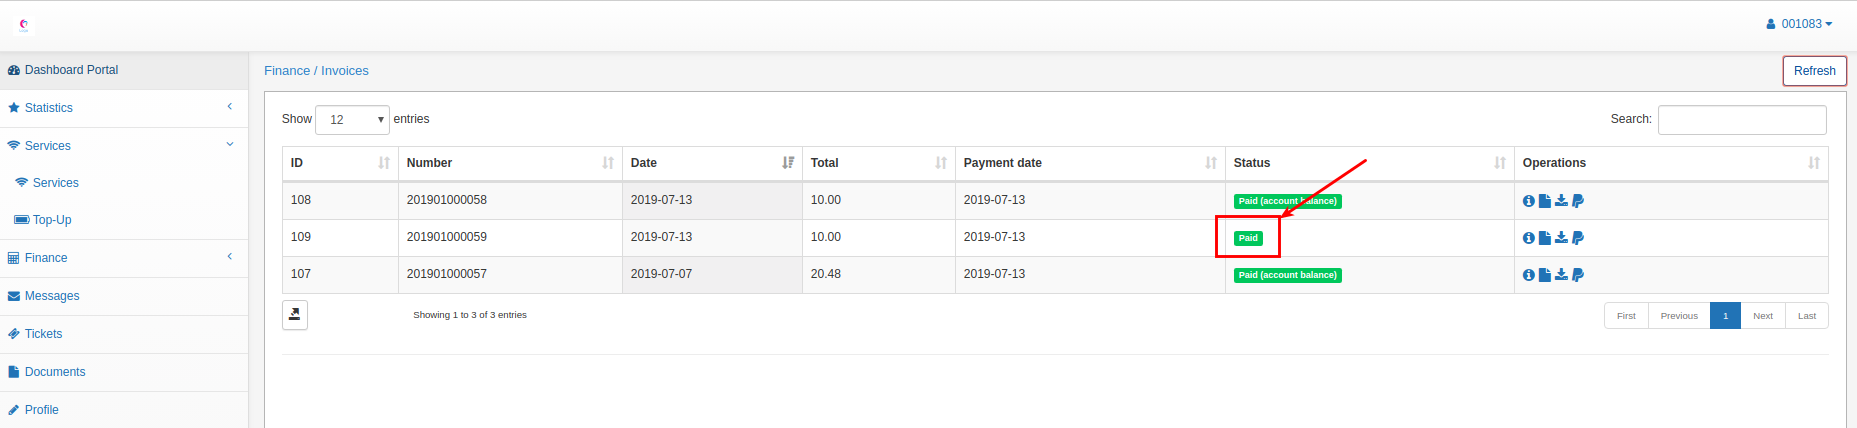 001083
Dashboard Portal
Statistics
Services
Services
Top-Up
Finance
Messages
Tickets
Documents
Profile
Finance / Invoices
Refresh
Show 12 entries
Search:
ID Number Date Total Payment date Status Operations
108 201901000058 2019-07-13 10.00 2019-07-13 Paid (account balance)
109 201901000059 2019-07-13 10.00 2019-07-13 Paid
107 201901000057 2019-07-07 20.48 2019-07-13 Paid (account balance)
Showing 1 to 3 of 3 entries
First Previous 1 Next Last